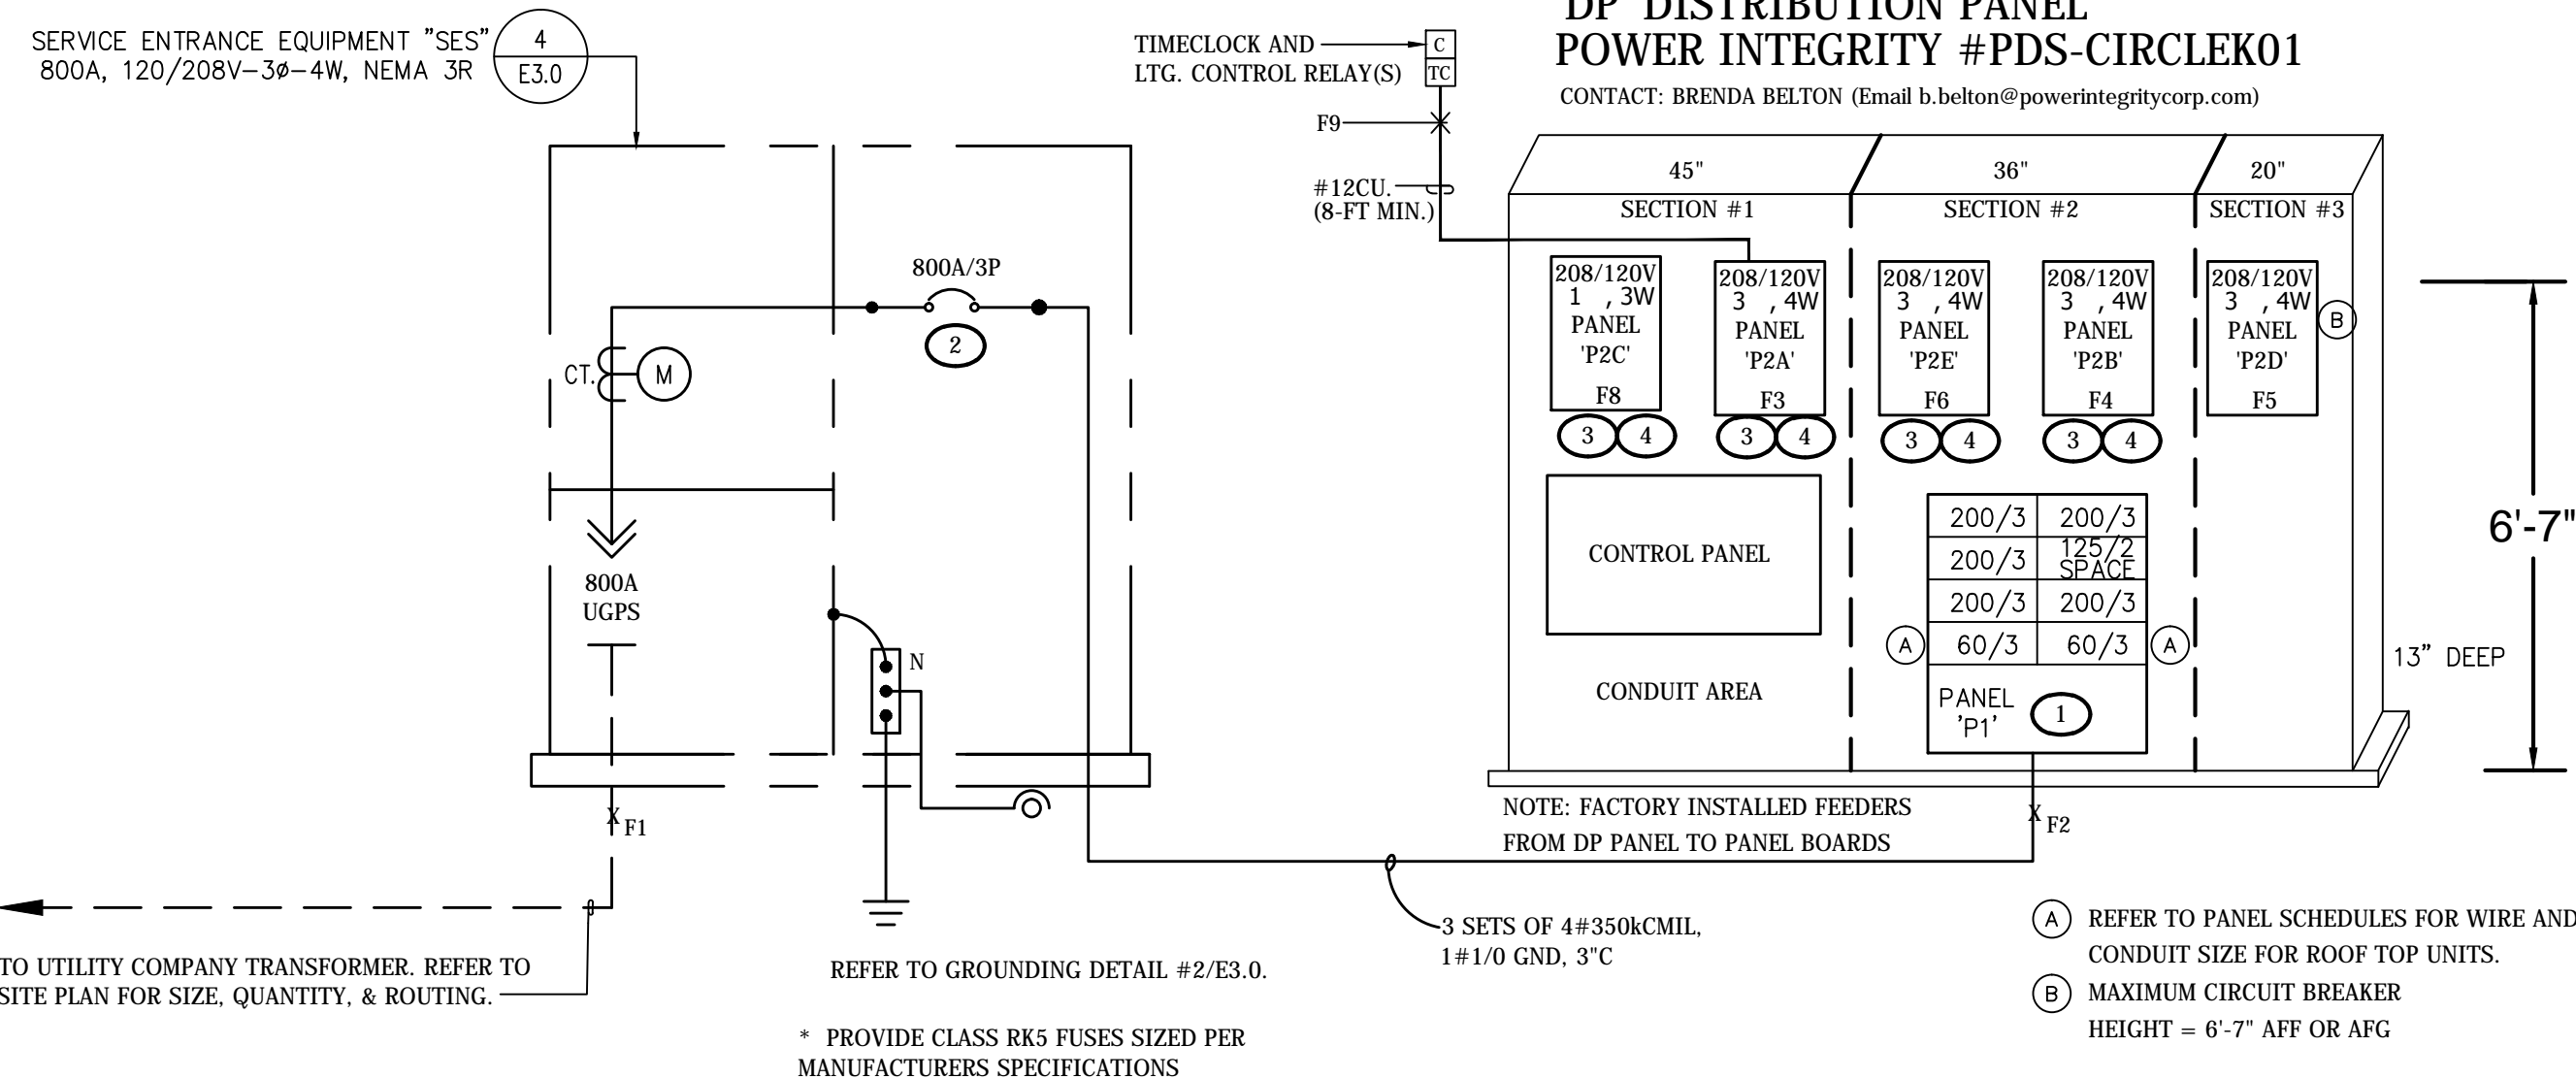 SERVICE ENTRANCE EQUIPMENT "SES"
800A, 120/208V-3ø-4W, NEMA 3R
4
E3.0
TIMECLOCK AND
LTG. CONTROL RELAY(S)
C
TC
F9
#12CU.
(8-FT MIN.)
'DP' DISTRIBUTION PANEL
POWER INTEGRITY #PDS-CIRCLEK01
CONTACT: BRENDA BELTON (Email b.belton@powerintegritycorp.com)
45"
36"
20"
SECTION #1
SECTION #2
SECTION #3
800A/3P
2
CT.
M
800A
UGPS
N
F1
208/120V
1 , 3W
PANEL
'P2C'
F8
3 4
208/120V
3 , 4W
PANEL
'P2A'
F3
3 4
208/120V
3 , 4W
PANEL
'P2E'
F6
3 4
208/120V
3 , 4W
PANEL
'P2B'
F4
3 4
208/120V
3 , 4W
PANEL
'P2D'
F5
B
CONTROL PANEL
CONDUIT AREA
200/3 200/3
200/3 125/2
SPACE
200/3 200/3
A 60/3 60/3 A
PANEL
'P1'
1
6'-7"
13" DEEP
NOTE: FACTORY INSTALLED FEEDERS
FROM DP PANEL TO PANEL BOARDS
X F1
X F2
3 SETS OF 4#350kCMIL,
1#1/0 GND, 3"C
TO UTILITY COMPANY TRANSFORMER. REFER TO
SITE PLAN FOR SIZE, QUANTITY, & ROUTING.
REFER TO GROUNDING DETAIL #2/E3.0.
* PROVIDE CLASS RK5 FUSES SIZED PER
MANUFACTURERS SPECIFICATIONS
A REFER TO PANEL SCHEDULES FOR WIRE AND
CONDUIT SIZE FOR ROOF TOP UNITS.
B MAXIMUM CIRCUIT BREAKER
HEIGHT = 6'-7" AFF OR AFG